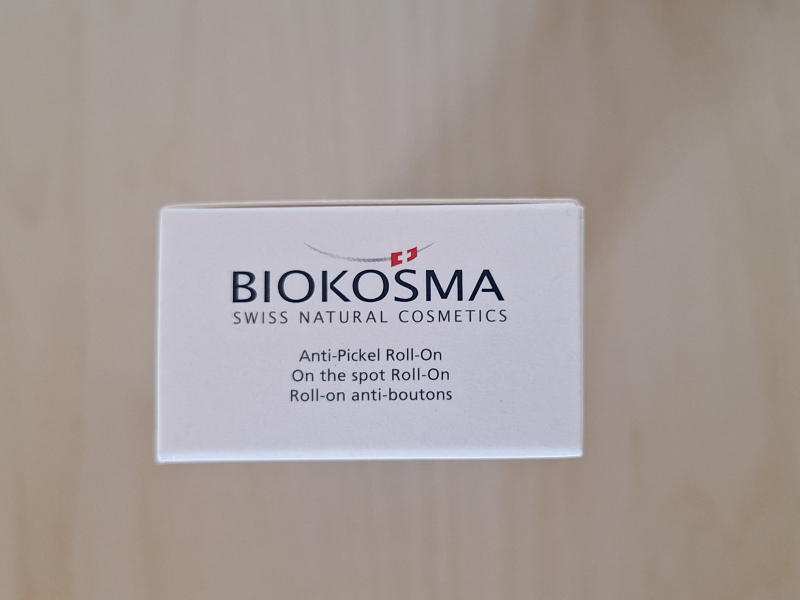 BIOKOSMA
SWISS NATURAL COSMETICS
Anti-Pickel Roll-On
On the spot Roll-On
Roll-on anti-boutons